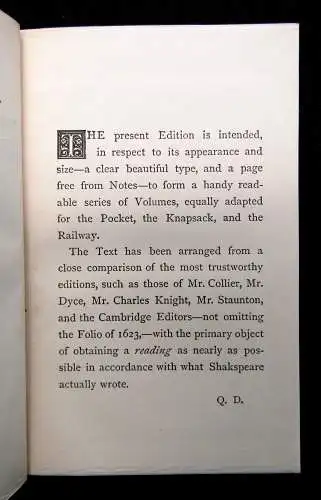 THE present Edition is intended,
in respect to its appearance and
size—a clear beautiful type, and a page
free from Notes—to form a handy read-
able series of Volumes, equally adapted
for the Pocket, the Knapsack, and the
Railway.
The Text has been arranged from a
close comparison of the most trustworthy
editions, such as those of Mr. Collier, Mr.
Dyce, Mr. Charles Knight, Mr. Staunton,
and the Cambridge Editors—not omitting
the Folio of 1623,—with the primary object
of obtaining a reading as nearly as pos-
sible in accordance with what Shakspeare
actually wrote.
Q. D.